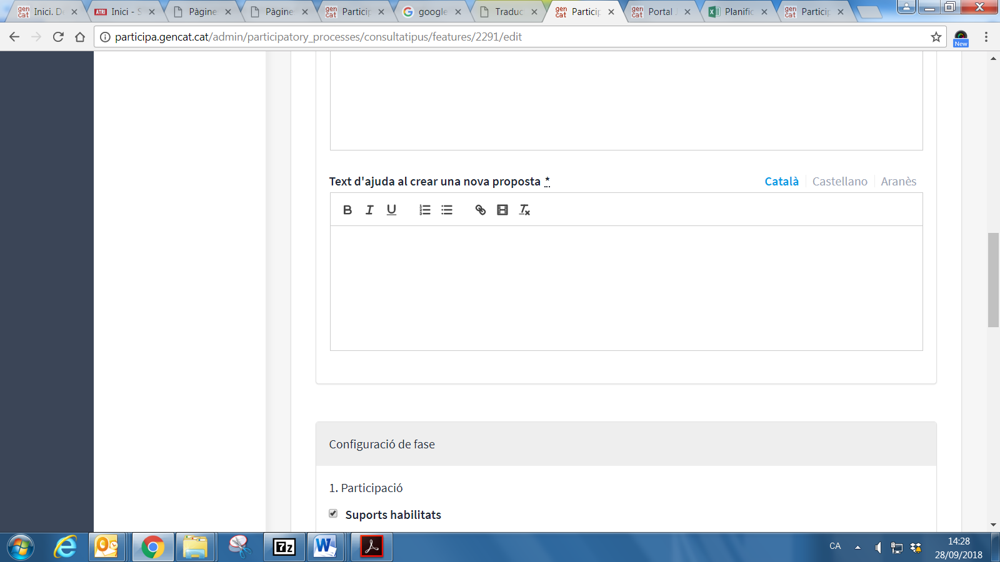 gen cat Inici. De
ATRI Inici - S
Pàgine
Pàgine
gen cat Particip
google
Traduc
gen cat Particip
gen cat Portal
Planific
gen cat Particip
participa.gencat.cat/admin/participatory_processes/consultatipus/features/2291/edit
New
Text d'ajuda al crear una nova proposta *
Català Castellano Aranès
B I U
Configuració de fase
1. Participació
Suports habilitats
7z
CA
14:28
28/09/2018